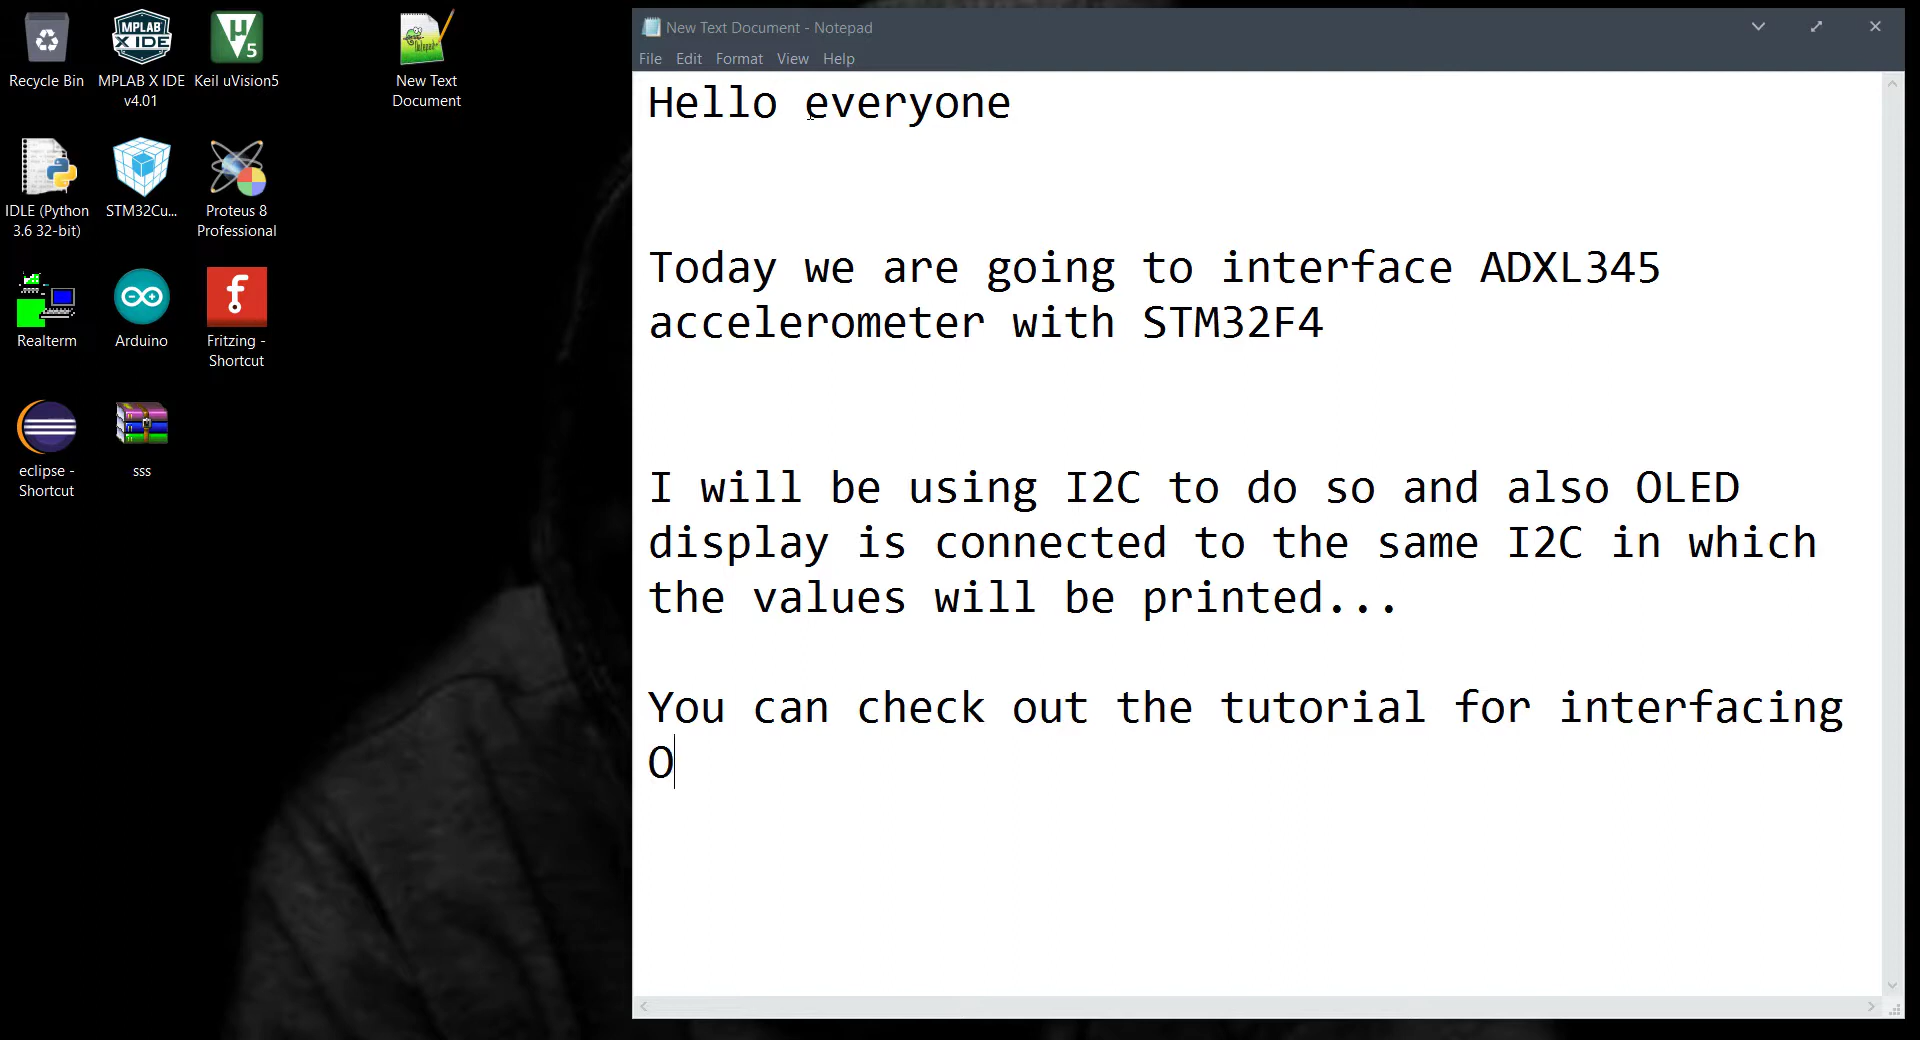 Recycle Bin
MPLAB X IDE
v4.01
Keil uVision5
New Text
Document
IDLE (Python
3.6 32-bit)
STM32Cu...
Proteus 8
Professional
Realterm
Arduino
Fritzing -
Shortcut
eclipse -
Shortcut
sss
MPLAB
X IDE
New Text Document - Notepad
File Edit Format View Help
Hello everyone
Today we are going to interface ADXL345
accelerometer with STM32F4
I will be using I2C to do so and also OLED
display is connected to the same I2C in which
the values will be printed...
You can check out the tutorial for interfacing
O